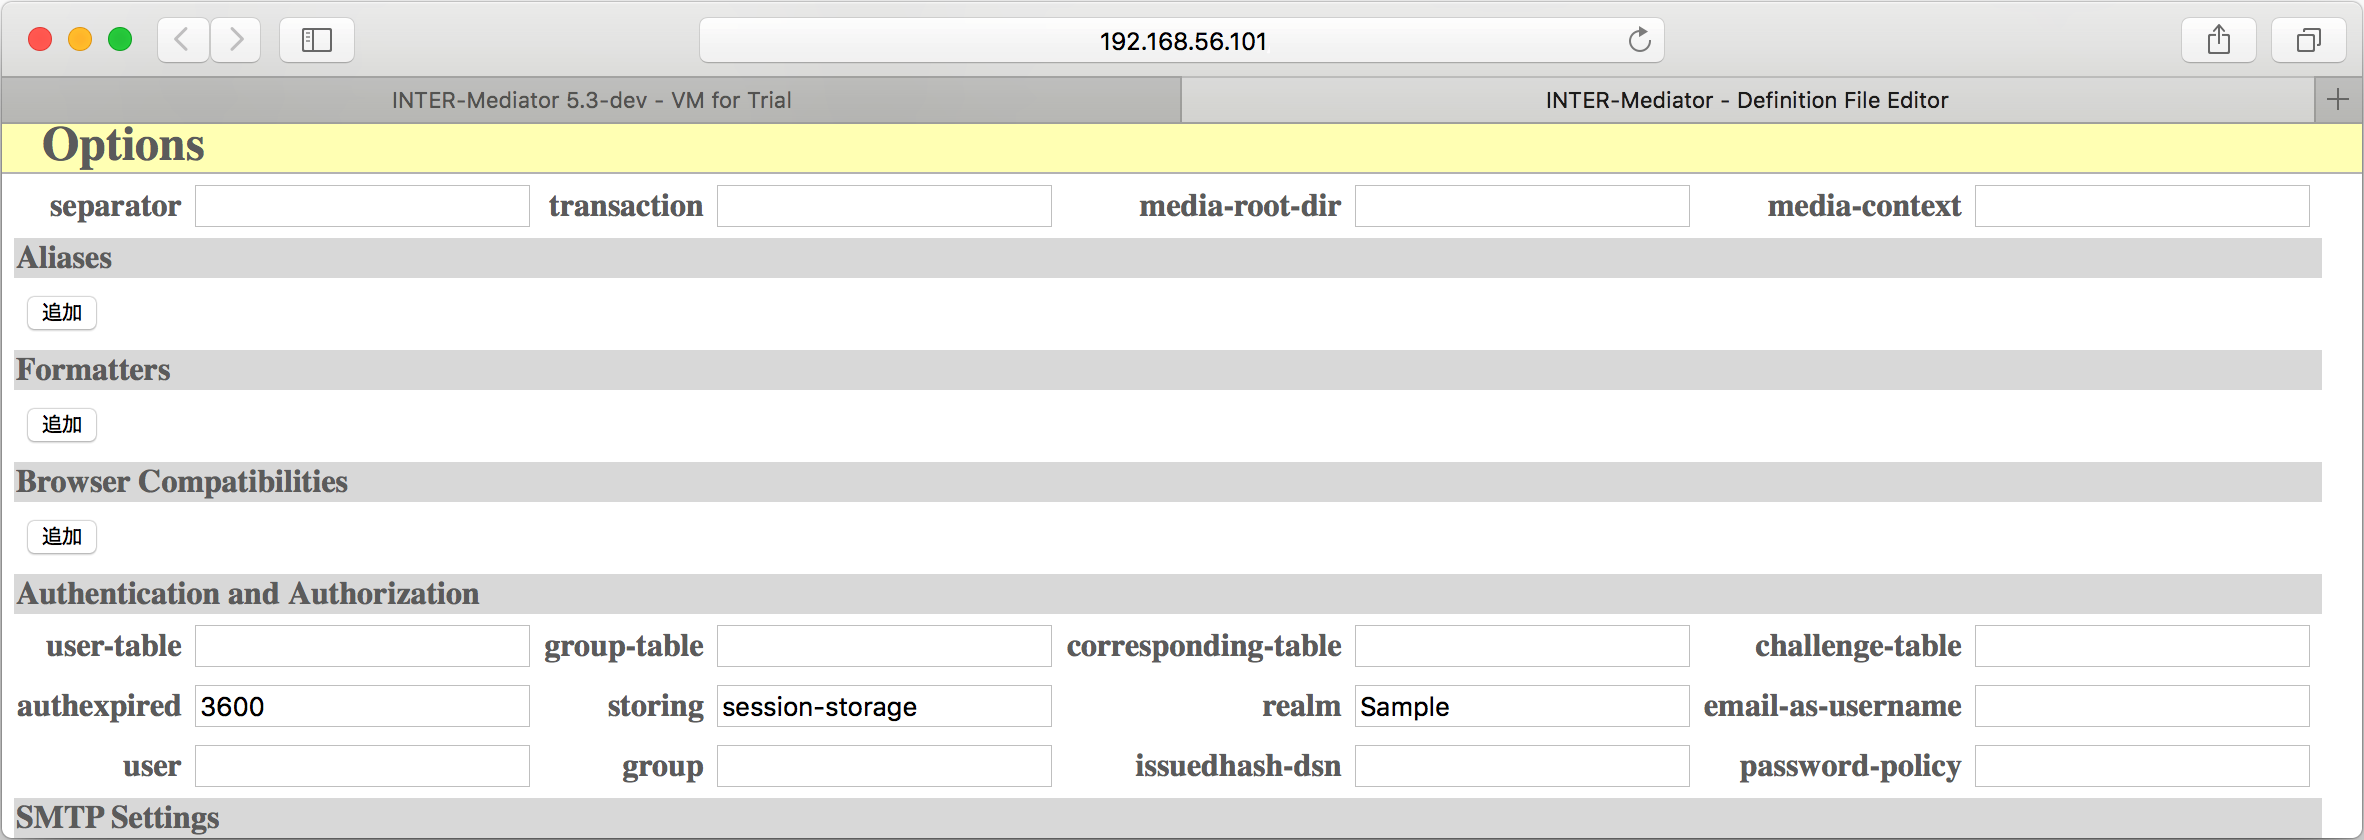 192.168.56.101
INTER-Mediator 5.3-dev - VM for Trial INTER-Mediator - Definition File Editor
Options
separator transaction media-root-dir media-context
Aliases
追加
Formatters
追加
Browser Compatibilities
追加
Authentication and Authorization
user-table group-table corresponding-table challenge-table
authexpired 3600 storing session-storage realm Sample email-as-username
user group issuedhash-dsn password-policy
SMTP Settings